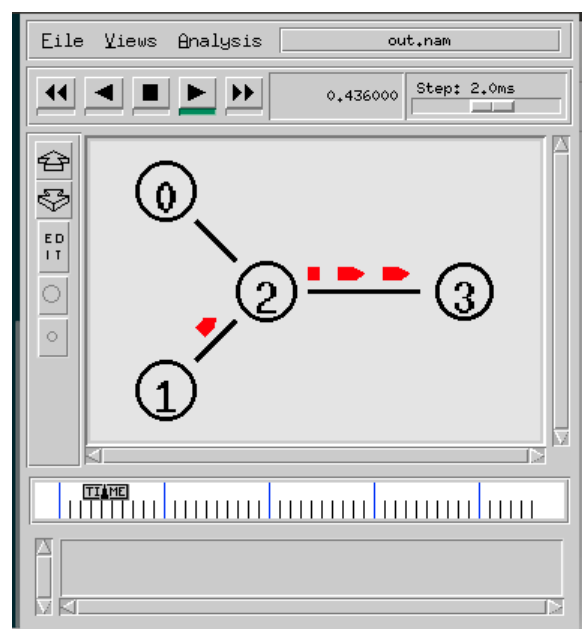 File Views Analysis out.nam
0.436000 Step: 2.0ms
ED
IT
0
2 3
1
TIME